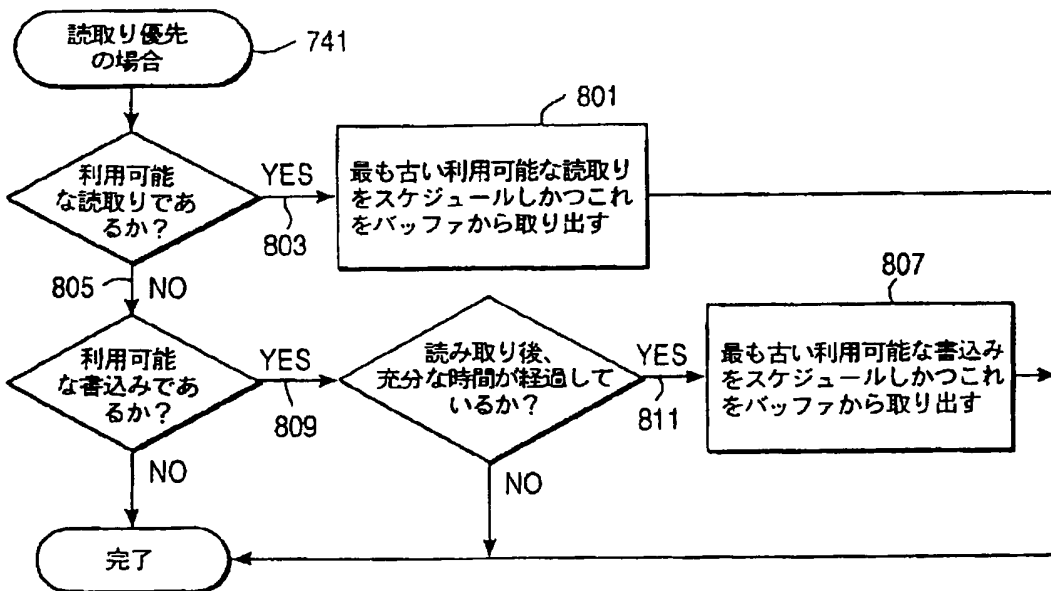 読取り優先
の場合
741
利用可能
な読取りであ
るか?
YES
803
801
最も古い利用可能な読取り
をスケジュールしかつこれ
をバッファから取り出す
805
NO
利用可能
な書込みであ
るか?
YES
809
読み取り後、
充分な時間が経過して
いるか?
YES
811
807
最も古い利用可能な書込み
をスケジュールしかつこれ
をバッファから取り出す
NO
NO
完了